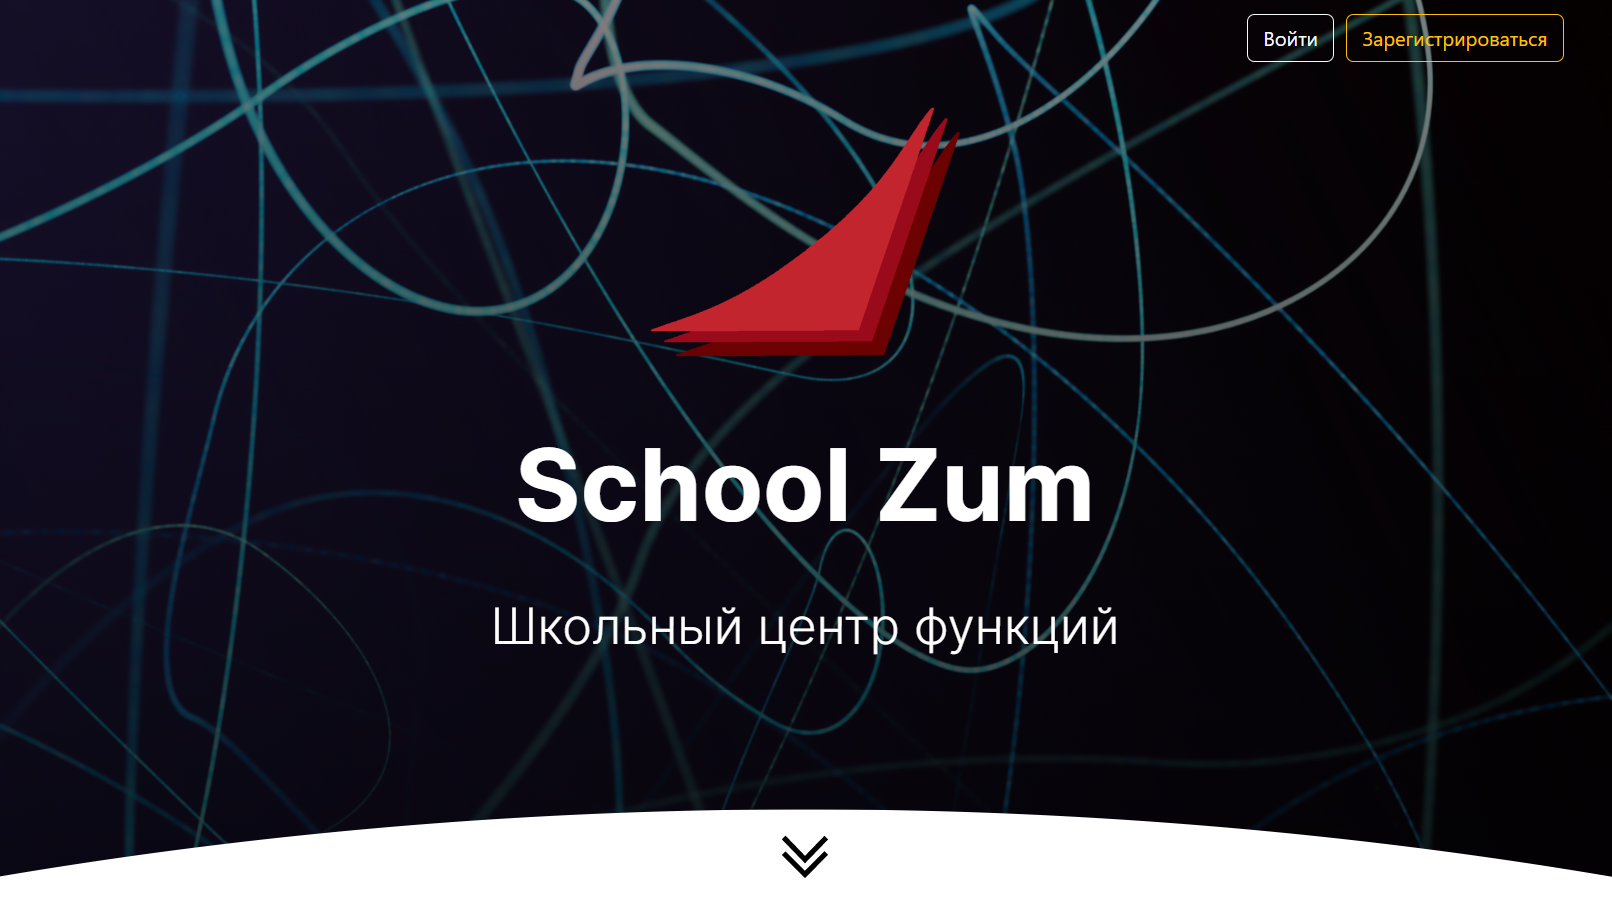 Войти
Зарегистрироваться
School Zum
Школьный центр функций